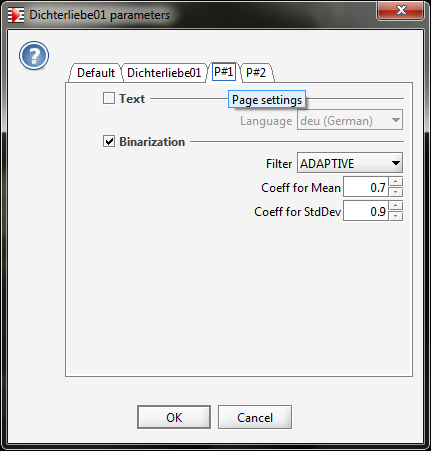 Dichterliebe01 parameters
Default Dichterliebe01 P#1 P#2
Text
Page settings
Language deu (German)
Binarization
Filter ADAPTIVE
Coeff for Mean 0.7
Coeff for StdDev 0.9
OK Cancel